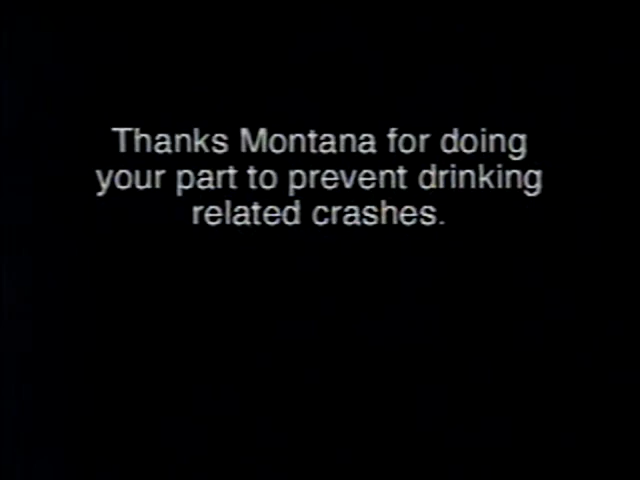 Thanks Montana for doing
your part to prevent drinking
related crashes.